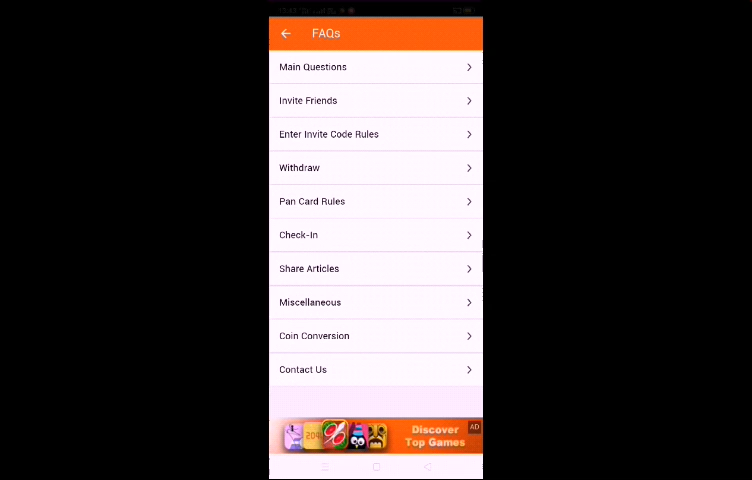 FAQs
Main Questions
Invite Friends
Enter Invite Code Rules
Withdraw
Pan Card Rules
Check-In
Share Articles
Miscellaneous
Coin Conversion
Contact Us
Discover
AD
Top Games